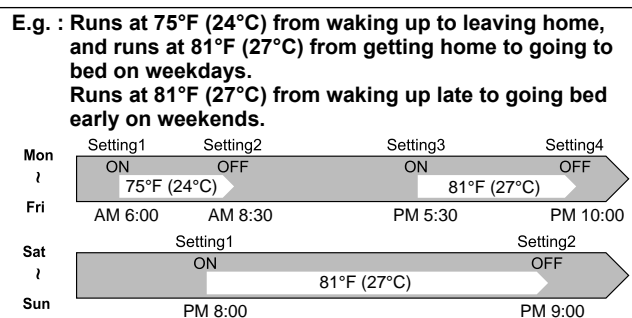 E.g. : Runs at 75°F (24°C) from waking up to leaving home,
and runs at 81°F (27°C) from getting home to going to
bed on weekdays.
Runs at 81°F (27°C) from waking up late to going bed
early on weekends.
Mon
~
Fri
Setting1 Setting2 Setting3 Setting4
ON OFF ON OFF
75°F (24°C) 81°F (27°C)
AM 6:00 AM 8:30 PM 5:30 PM 10:00
Sat
~
Sun
Setting1 Setting2
ON OFF
81°F (27°C)
PM 8:00 PM 9:00